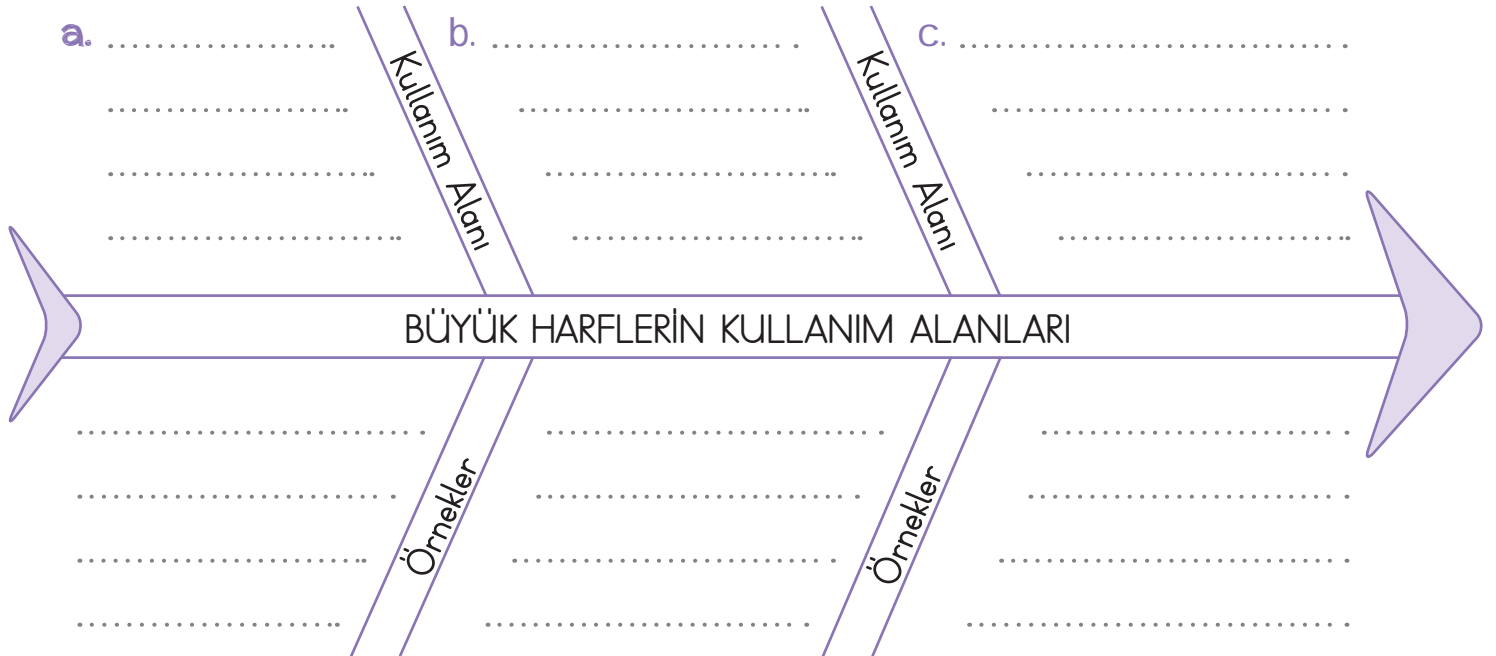 a.
b.
c.
Kullanım Alanı
Kullanım Alanı
BÜYÜK HARFLERİN KULLANIM ALANLARI
Örnekler
Örnekler